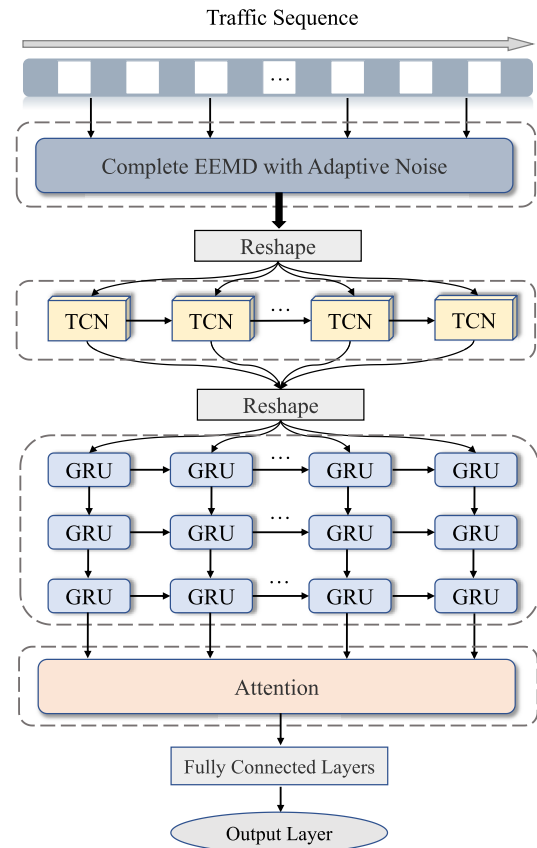 Traffic Sequence
...
Complete EEMD with Adaptive Noise
Reshape
...
TCN TCN TCN TCN
Reshape
...
GRU GRU GRU GRU
...
GRU GRU GRU GRU
...
GRU GRU GRU GRU
Attention
Fully Connected Layers
Output Layer